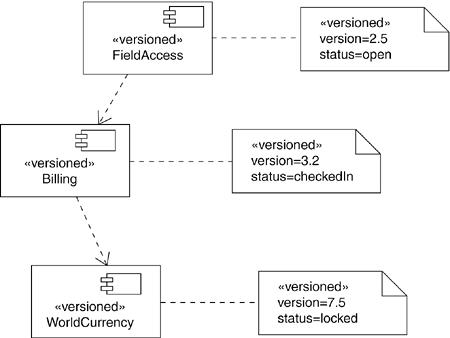 «versioned»
FieldAccess
«versioned»
version=2.5
status=open
«versioned»
Billing
«versioned»
version=3.2
status=checkedIn
«versioned»
WorldCurrency
«versioned»
version=7.5
status=locked